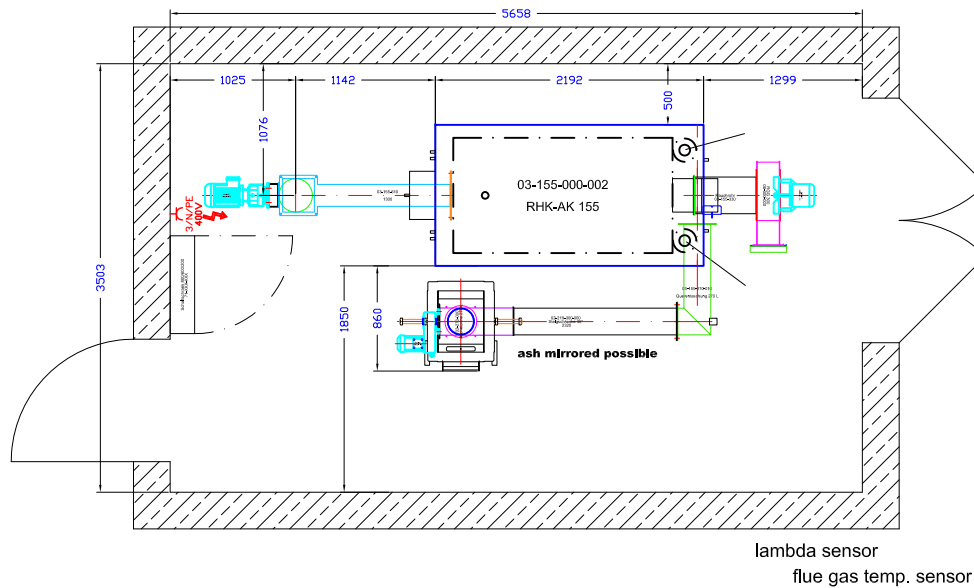 5658
1025
1142
2192
1299
500
1076
3503
03-155-000-002
RHK-AK 155
3/N/PE
400V
1850
860
ash mirrored possible
lambda sensor
flue gas temp. sensor